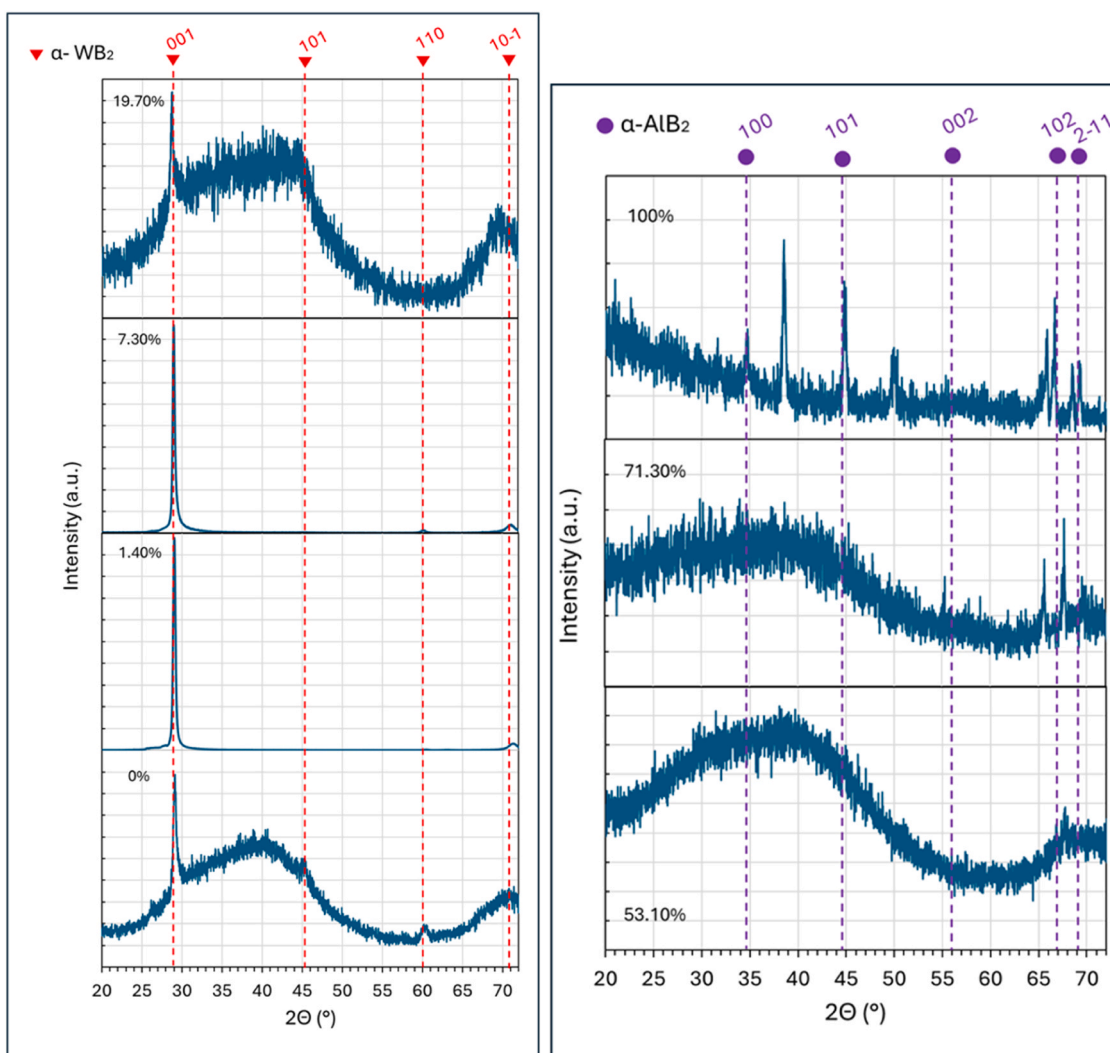 α- WB₂
001
101
110
10-1
19.70%
7.30%
1.40%
0%
Intensity (a.u.)
20 25 30 35 40 45 50 55 60 65 70
2Θ (°)
α-AlB₂
100
101
002
102
2-11
100%
71.30%
53.10%
Intensity (a.u.)
20 25 30 35 40 45 50 55 60 65 70
2Θ (°)